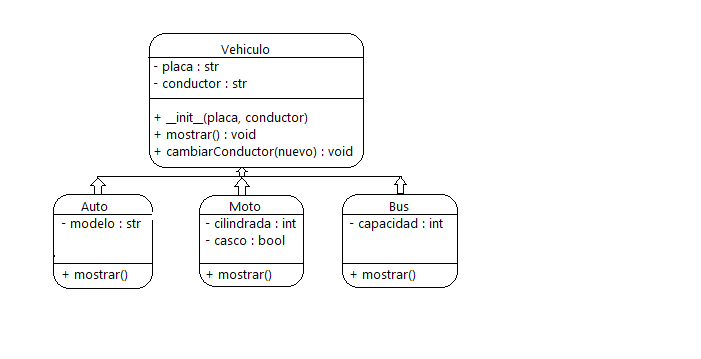 Vehiculo
- placa : str
- conductor : str
+ __init__(placa, conductor)
+ mostrar() : void
+ cambiarConductor(nuevo) : void
Auto
- modelo : str
+ mostrar()
Moto
- cilindrada : int
- casco : bool
+ mostrar()
Bus
- capacidad : int
+ mostrar()